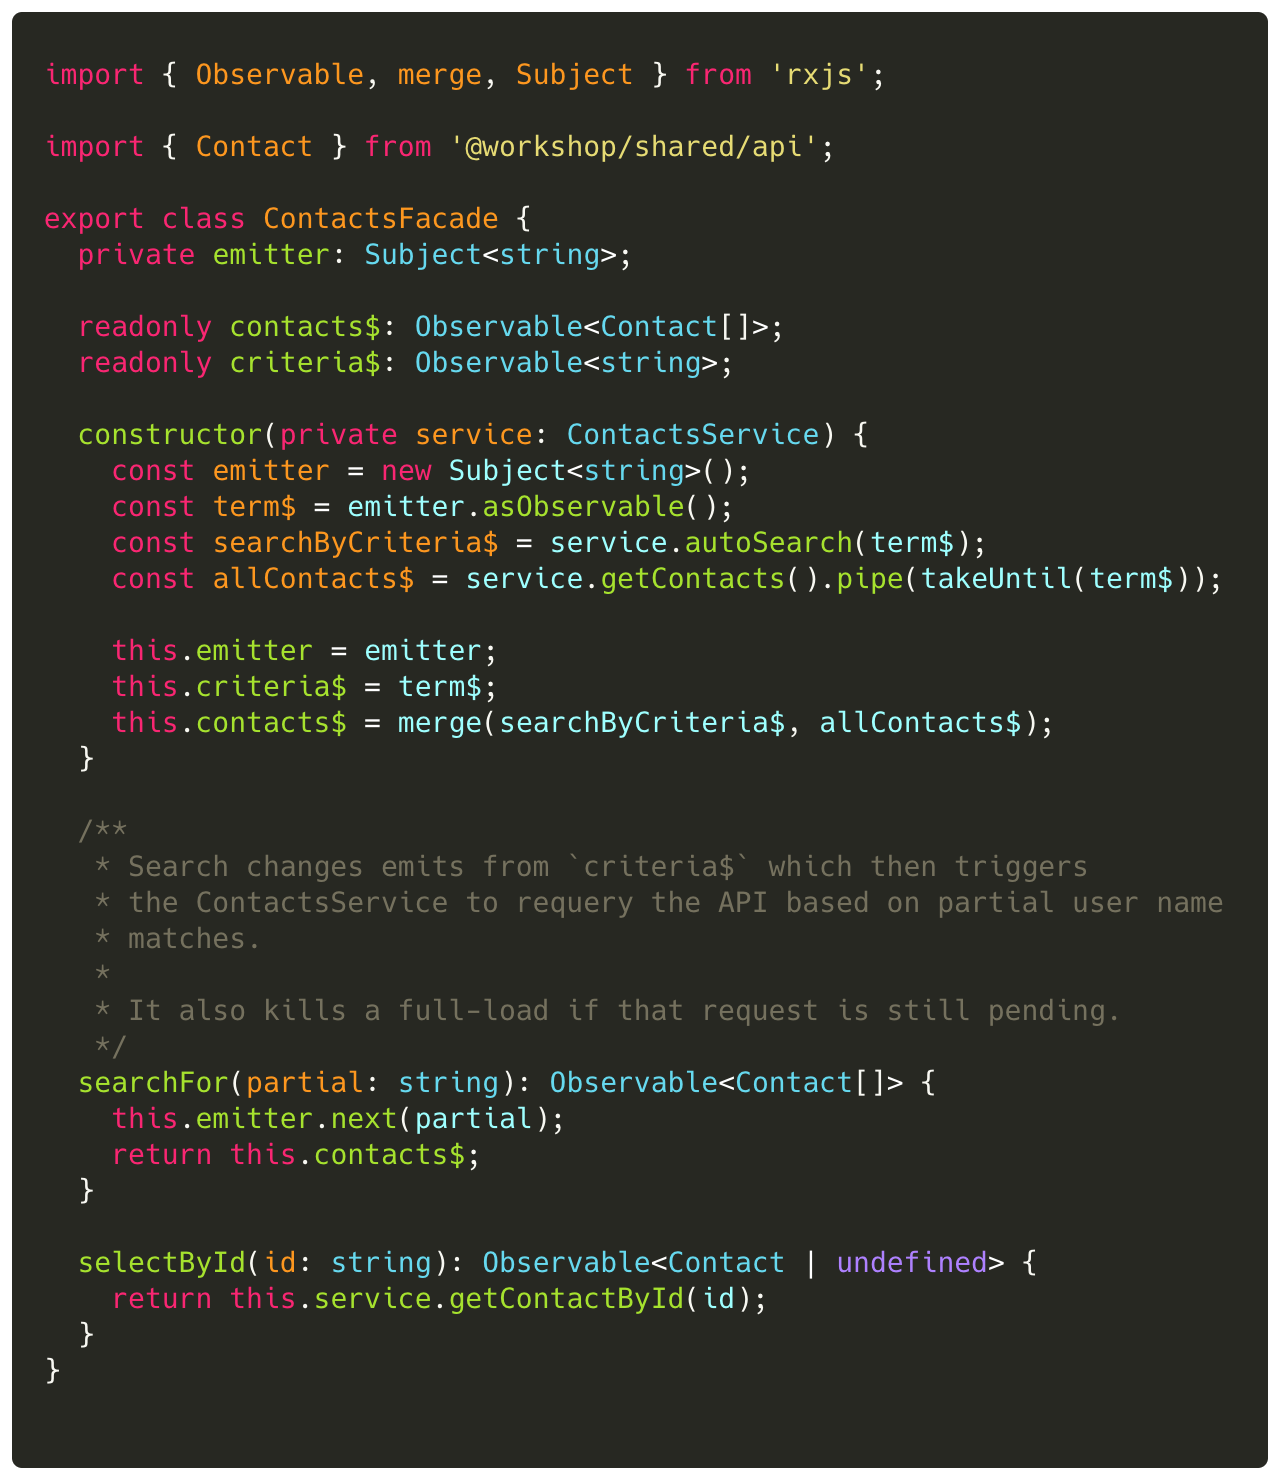 import { Observable, merge, Subject } from 'rxjs';

import { Contact } from '@workshop/shared/api';

export class ContactsFacade {
  private emitter: Subject<string>;

  readonly contacts$: Observable<Contact[]>;
  readonly criteria$: Observable<string>;

  constructor(private service: ContactsService) {
    const emitter = new Subject<string>();
    const term$ = emitter.asObservable();
    const searchByCriteria$ = service.autoSearch(term$);
    const allContacts$ = service.getContacts().pipe(takeUntil(term$));

    this.emitter = emitter;
    this.criteria$ = term$;
    this.contacts$ = merge(searchByCriteria$, allContacts$);
  }

  /**
   * Search changes emits from `criteria$` which then triggers
   * the ContactsService to requery the API based on partial user name
   * matches.
   *
   * It also kills a full-load if that request is still pending.
   */
  searchFor(partial: string): Observable<Contact[]> {
    this.emitter.next(partial);
    return this.contacts$;
  }

  selectById(id: string): Observable<Contact | undefined> {
    return this.service.getContactById(id);
  }
}